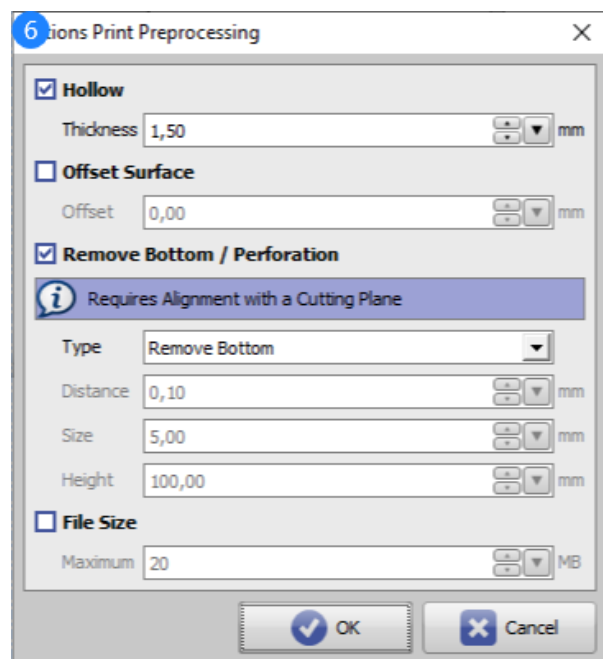 6
tions Print Preprocessing
Hollow
Thickness 1,50 mm
Offset Surface
Offset 0,00 mm
Remove Bottom / Perforation
Requires Alignment with a Cutting Plane
Type Remove Bottom
Distance 0,10 mm
Size 5,00 mm
Height 100,00 mm
File Size
Maximum 20 MB
OK Cancel